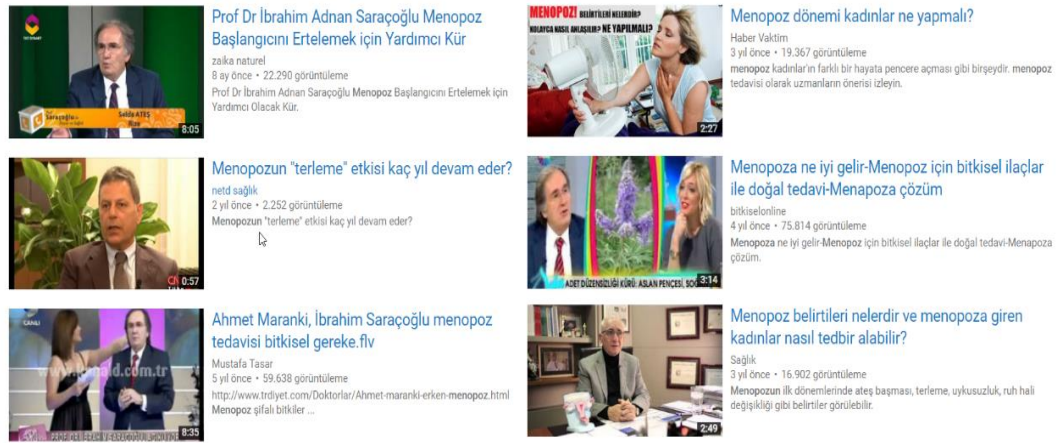 Prof Dr İbrahim Adnan Saraçoğlu Menopoz
Başlangıcını Ertelemek için Yardımcı Kür
zaika naturel
8 ay önce • 22.290 görüntüleme
Prof Dr İbrahim Adnan Saraçoğlu Menopoz Başlangıcını Ertelemek için
Yardımcı Olacak Kür.
Saraçoğlu
Selda ATEŞ
Rize
8:05
Menopozun "terleme" etkisi kaç yıl devam eder?
netd sağlık
2 yıl önce • 2.252 görüntüleme
Menopozun "terleme" etkisi kaç yıl devam eder?
0:57
Ahmet Maranki, İbrahim Saraçoğlu menopoz
tedavisi bitkisel gereke.flv
Mustafa Tasar
5 yıl önce • 59.638 görüntüleme
http://www.trdiyet.com/Doktorlar/Ahmet-maranki-erken-menopoz.html
Menopoz şifalı bitkiler ...
CANLI
8:35
MENOPOZ! BELİRTİLERİ NELERDİR?
KOLAYCA NASIL ANLAŞILIR? NE YAPILMALI?
2:27
Menopoz dönemi kadınlar ne yapmalı?
Haber Vaktim
3 yıl önce • 19.367 görüntüleme
menopoz kadınlar'ın farklı bir hayata pencere açması gibi birşeydir. menopoz
tedavisi olarak uzmanların önerisi izleyin.
Menopoza ne iyi gelir-Menopoz için bitkisel ilaçlar
ile doğal tedavi-Menapoza çözüm
bitkiselonline
4 yıl önce • 75.814 görüntüleme
Menopoza ne iyi gelir-Menopoz için bitkisel ilaçlar ile doğal tedavi-Menapoza
çözüm.
3:14
ADET DÜZENSİZLİĞİ KÜRÜ: ASLAN PENÇESİ,
Menopoz belirtileri nelerdir ve menopoza giren
kadınlar nasıl tedbir alabilir?
Sağlık
3 yıl önce • 16.902 görüntüleme
Menopozun ilk dönemlerinde ateş başması, terleme, uykusuzluk, ruh hali
değişikliği gibi belirtiler görülebilir.
2:49